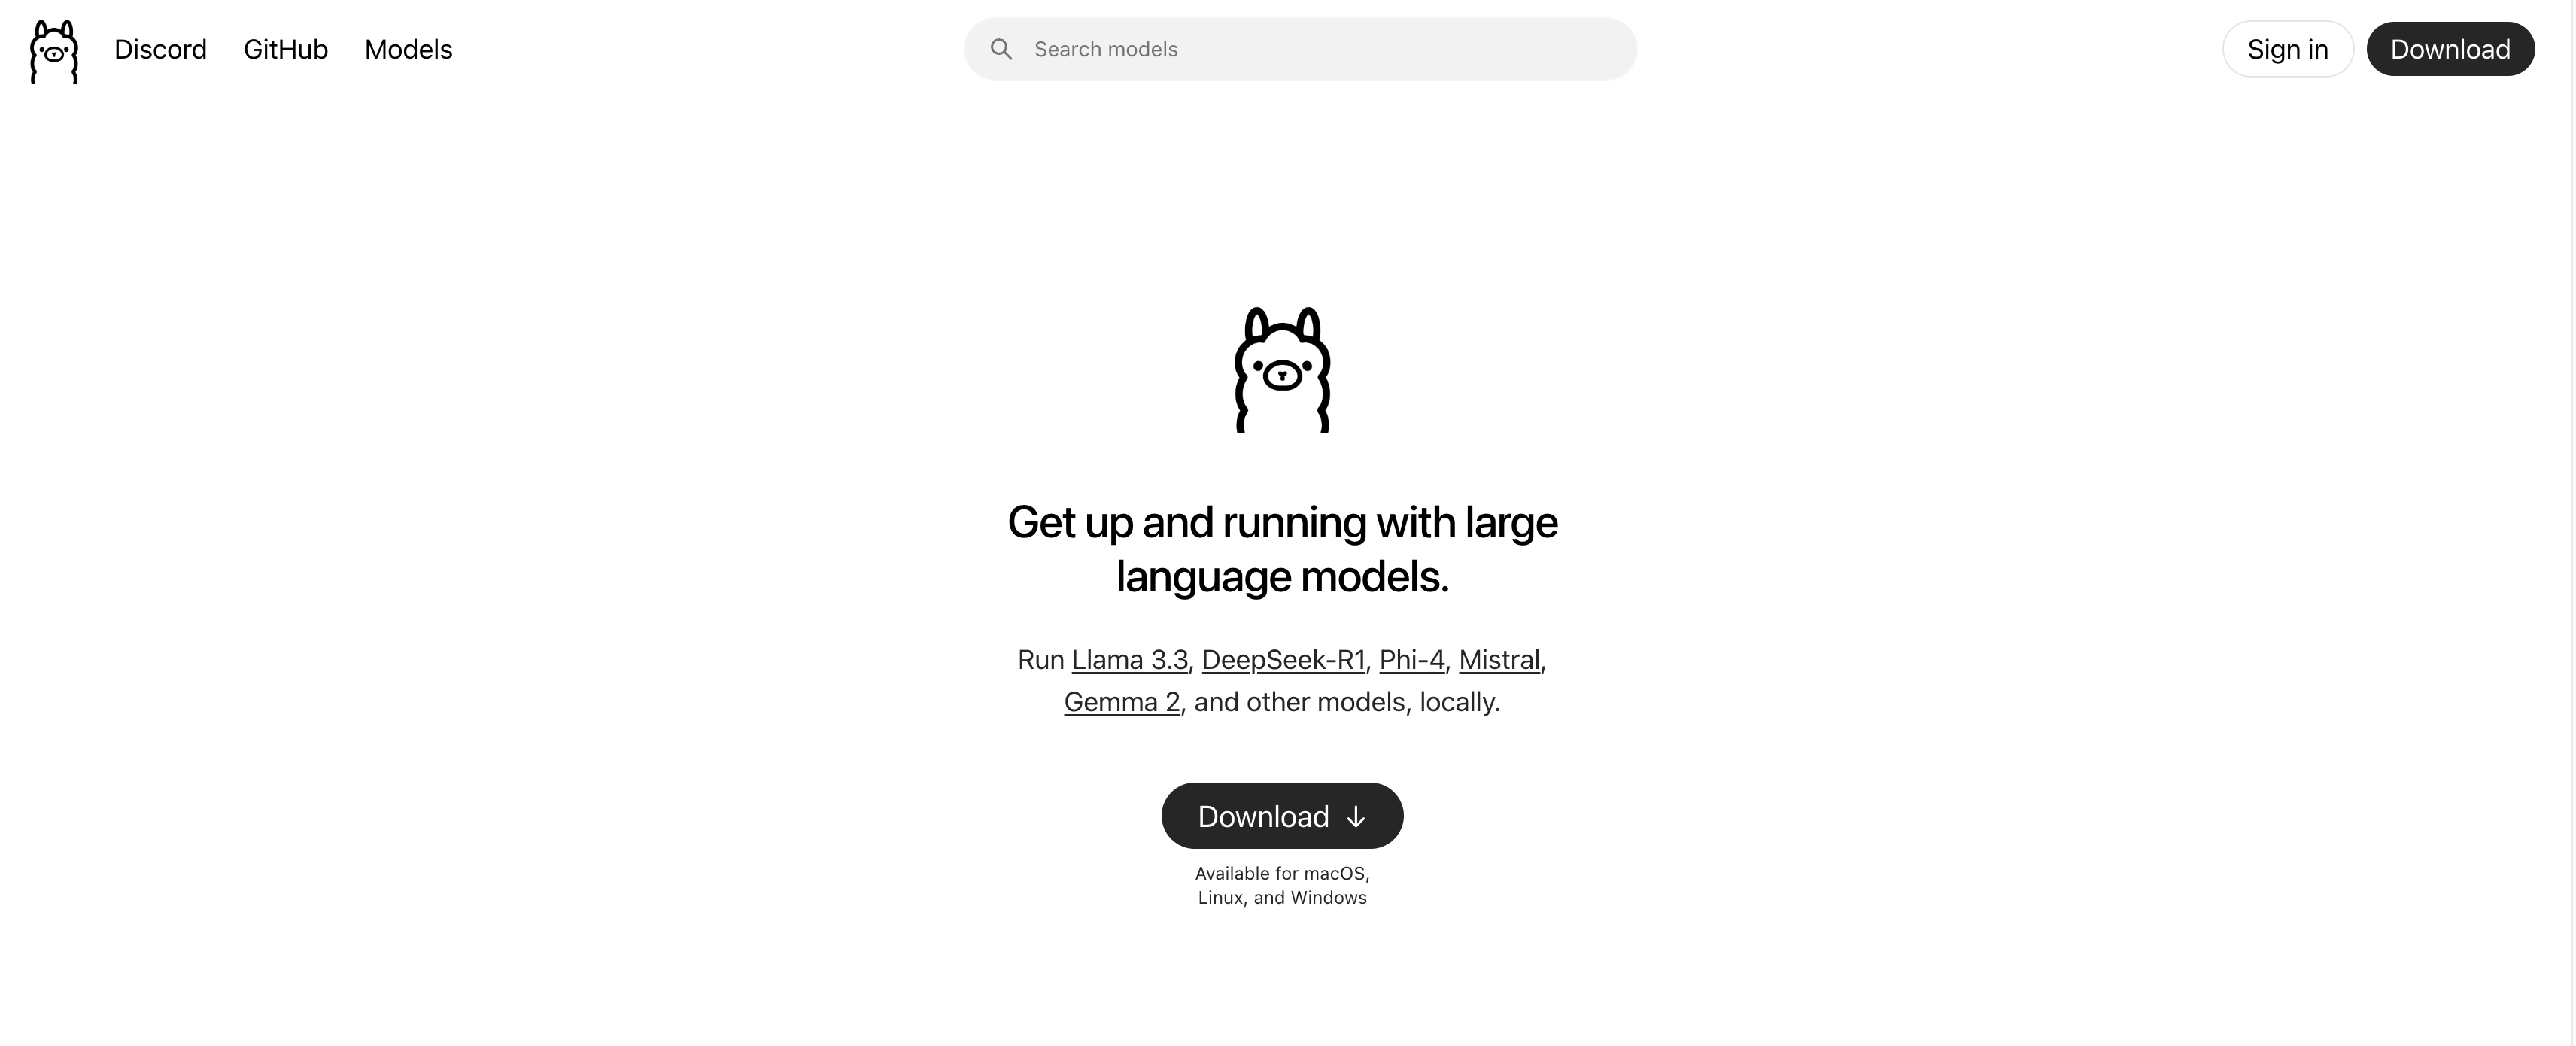 Discord GitHub Models Search models Sign in Download
Get up and running with large
language models.
Run Llama 3.3, DeepSeek-R1, Phi-4, Mistral,
Gemma 2, and other models, locally.
Download ↓
Available for macOS,
Linux, and Windows